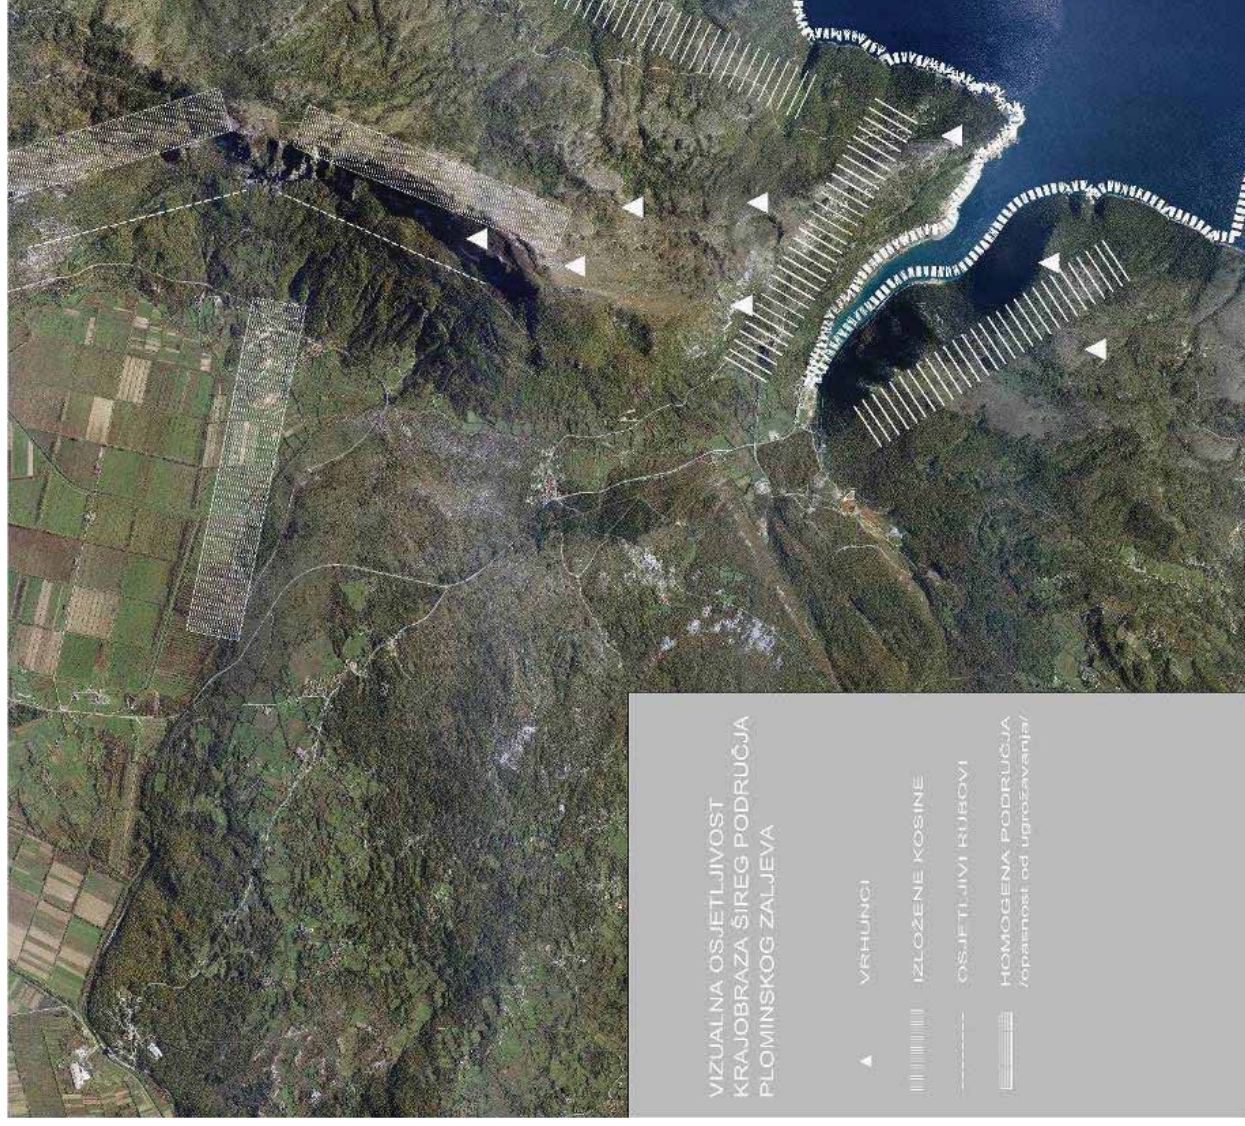 VIZUALNA OSJETLJIVOST
KRAJOBRAZA ŠIREG PODRUČJA
PLOMINSKOG ZALJEVA
VRHUNCI
IZLOŽENE KOSINE
OSJETLJIVI RUBOVI
HOMOGENA PODRUČJA
/opasnost od ugrožavanja/